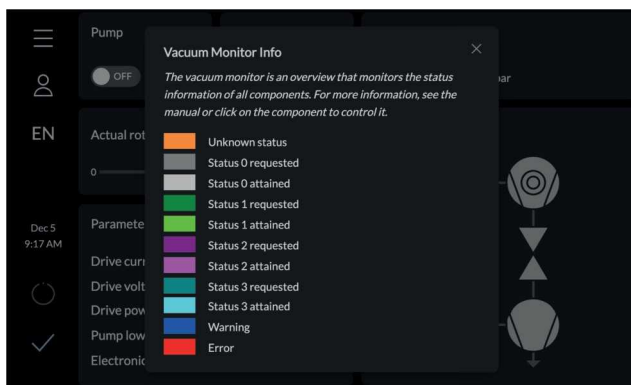 Pump
OFF
EN
Actual rot
0
Dec 5
9:17 AM
Paramete
Drive curr
Drive volt
Drive pow
Pump low
Electronic
bar
Vacuum Monitor Info
The vacuum monitor is an overview that monitors the status
information of all components. For more information, see the
manual or click on the component to control it.
Unknown status
Status 0 requested
Status 0 attained
Status 1 requested
Status 1 attained
Status 2 requested
Status 2 attained
Status 3 requested
Status 3 attained
Warning
Error